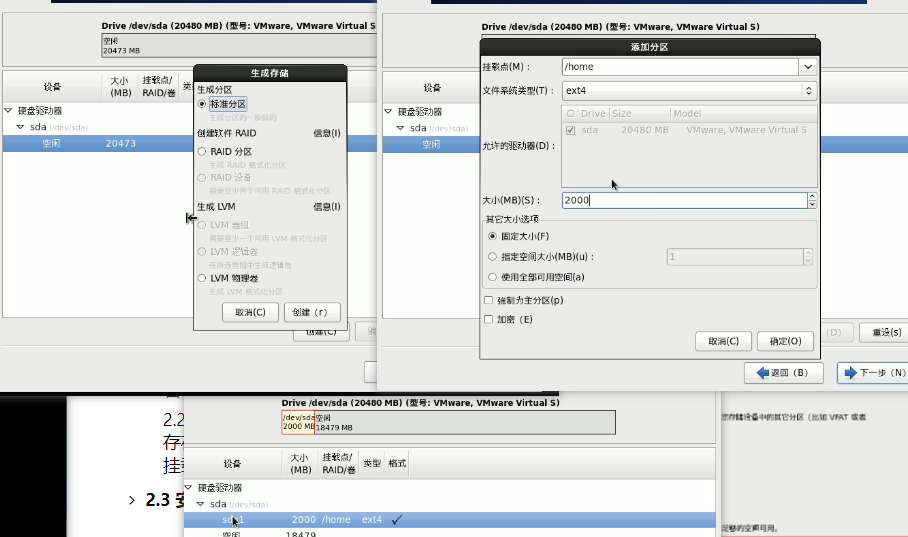 Drive /dev/sda (20480 MB) (型号: VMware, VMware Virtual S)
空闲
20473 MB
设备
大小
(MB)
挂载点/
RAID/卷
硬盘驱动器
sda (/dev/sda)
空闲 20473
生成存储
生成分区
标准分区
生成分区的一般目的
创建软件 RAID 信息(I)
RAID 分区
生成 RAID 格式化分区
RAID 设备
需要至少两个可用 RAID 格式化分区
生成 LVM 信息(I)
LVM 卷组
需要至少一个可用 LVM 格式化分区
LVM 逻辑卷
在所选卷组中生成逻辑卷
LVM 物理卷
生成 LVM 格式化分区
取消(C) 创建（r）
创建(C)
Drive /dev/sda (20480 MB) (型号: VMware, VMware Virtual S)
设备
硬盘驱动器
sda (/dev/sda)
空闲
添加分区
挂载点(M)： /home
文件系统类型(T)： ext4
允许的驱动器(D)：
Drive Size Model
sda 20480 MB VMware, VMware Virtual S
大小(MB)(S)： 2000
其它大小选项
固定大小(F)
指定空间大小(MB)(u)： 1
使用全部可用空间(a)
强制为主分区(p)
加密（E）
取消(C) 确定(O)
(D) 重设(s)
返回（B） 下一步（N）
2.2
存
挂
2.3 安
Drive /dev/sda (20480 MB) (型号: VMware, VMware Virtual S)
/dev/sda 空闲
2000 MB 18479 MB
设备
大小
(MB)
挂载点/
RAID/卷
类型 格式
硬盘驱动器
sda (/dev/sda)
sda1 2000 /home ext4 ✓
空闲 18479
存储设备中的其它分区（比如 VFAT 或者
足够的空间可用。